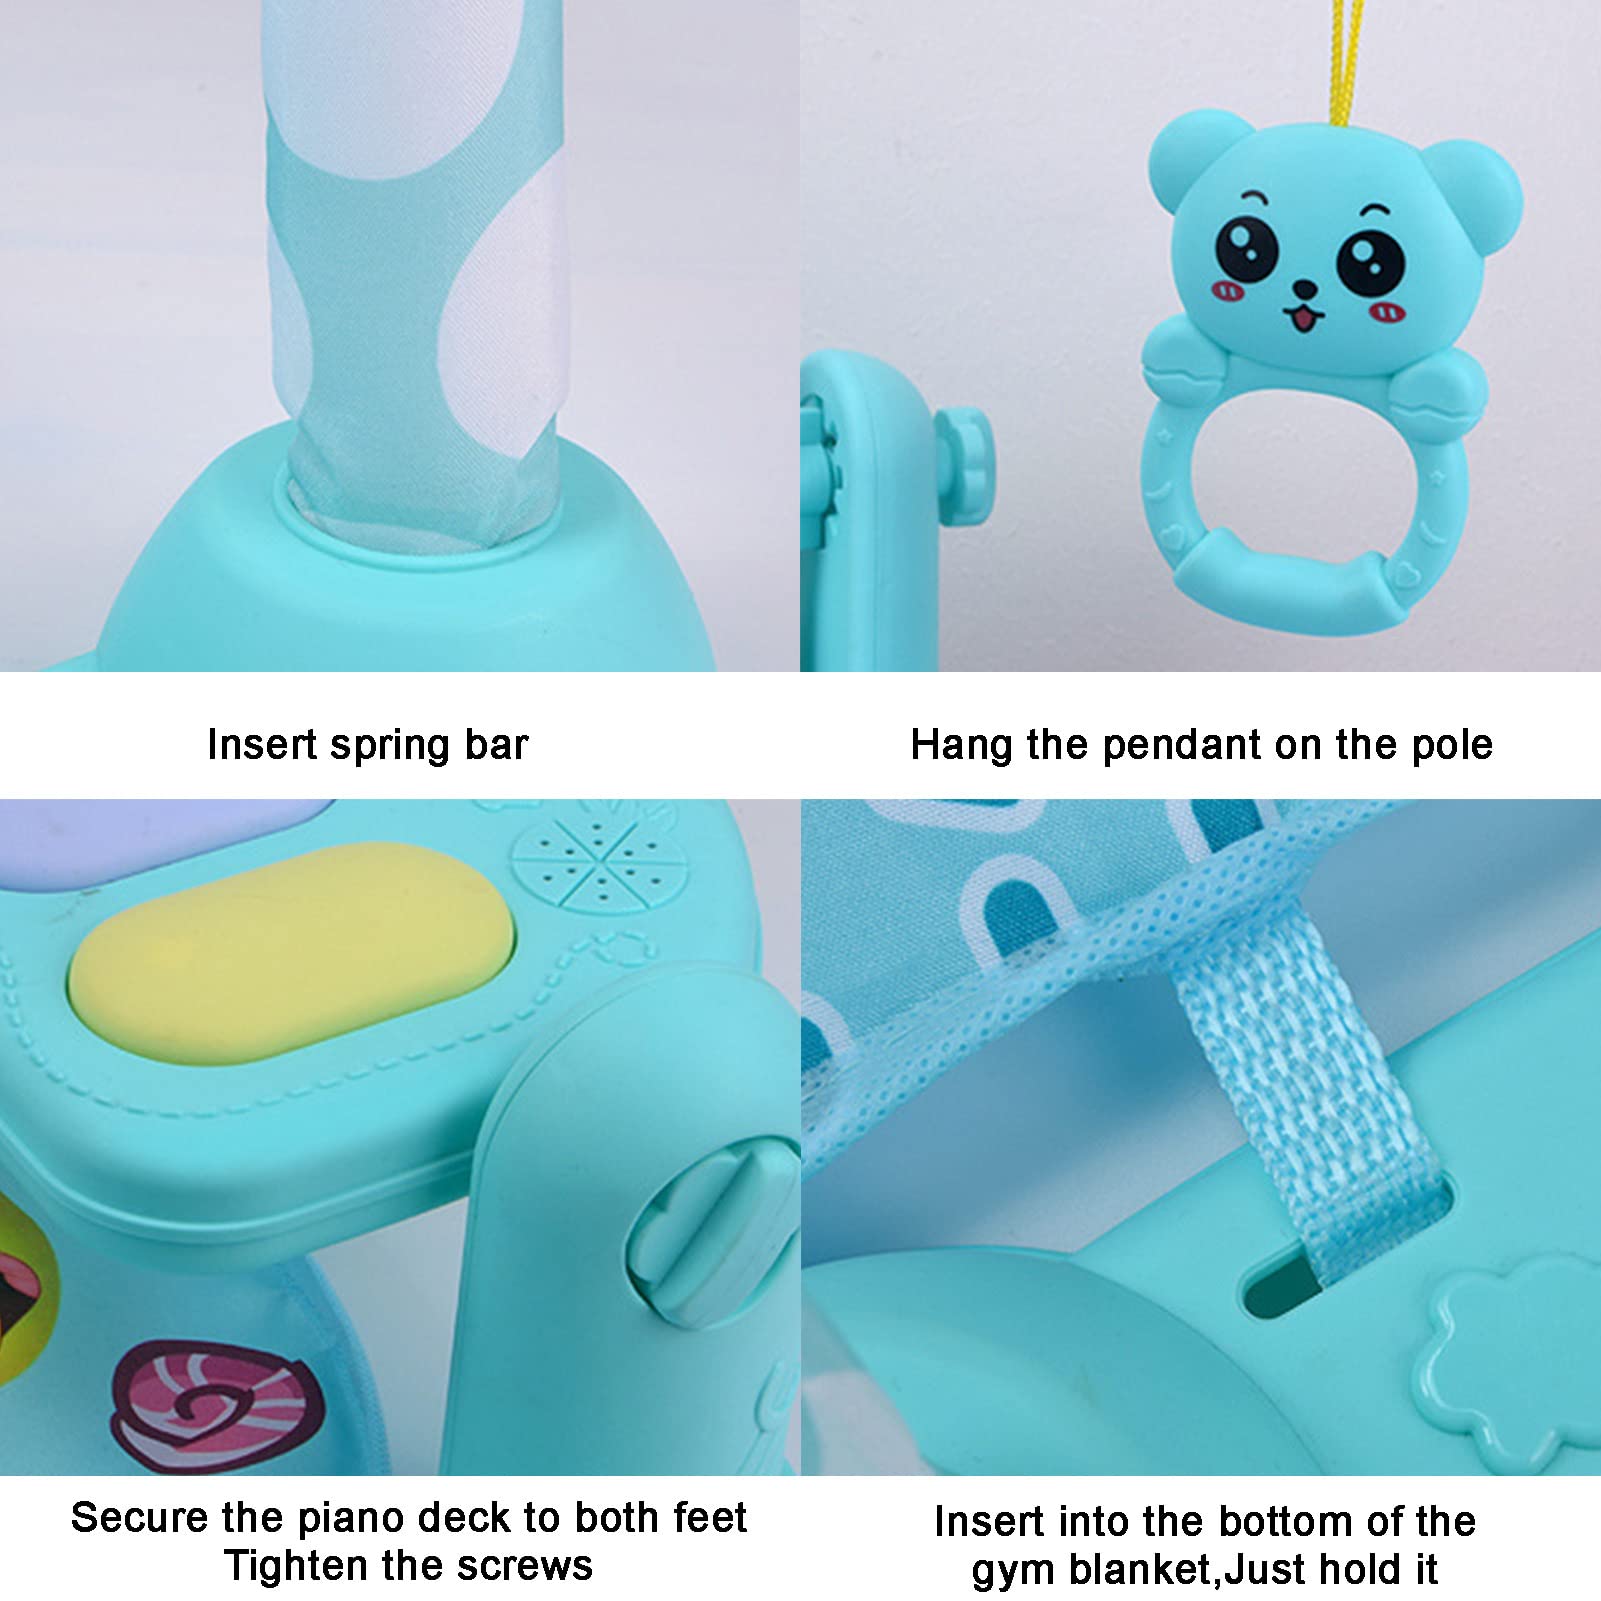 Insert spring bar
Hang the pendant on the pole
Secure the piano deck to both feet
Tighten the screws
Insert into the bottom of the
gym blanket,Just hold it